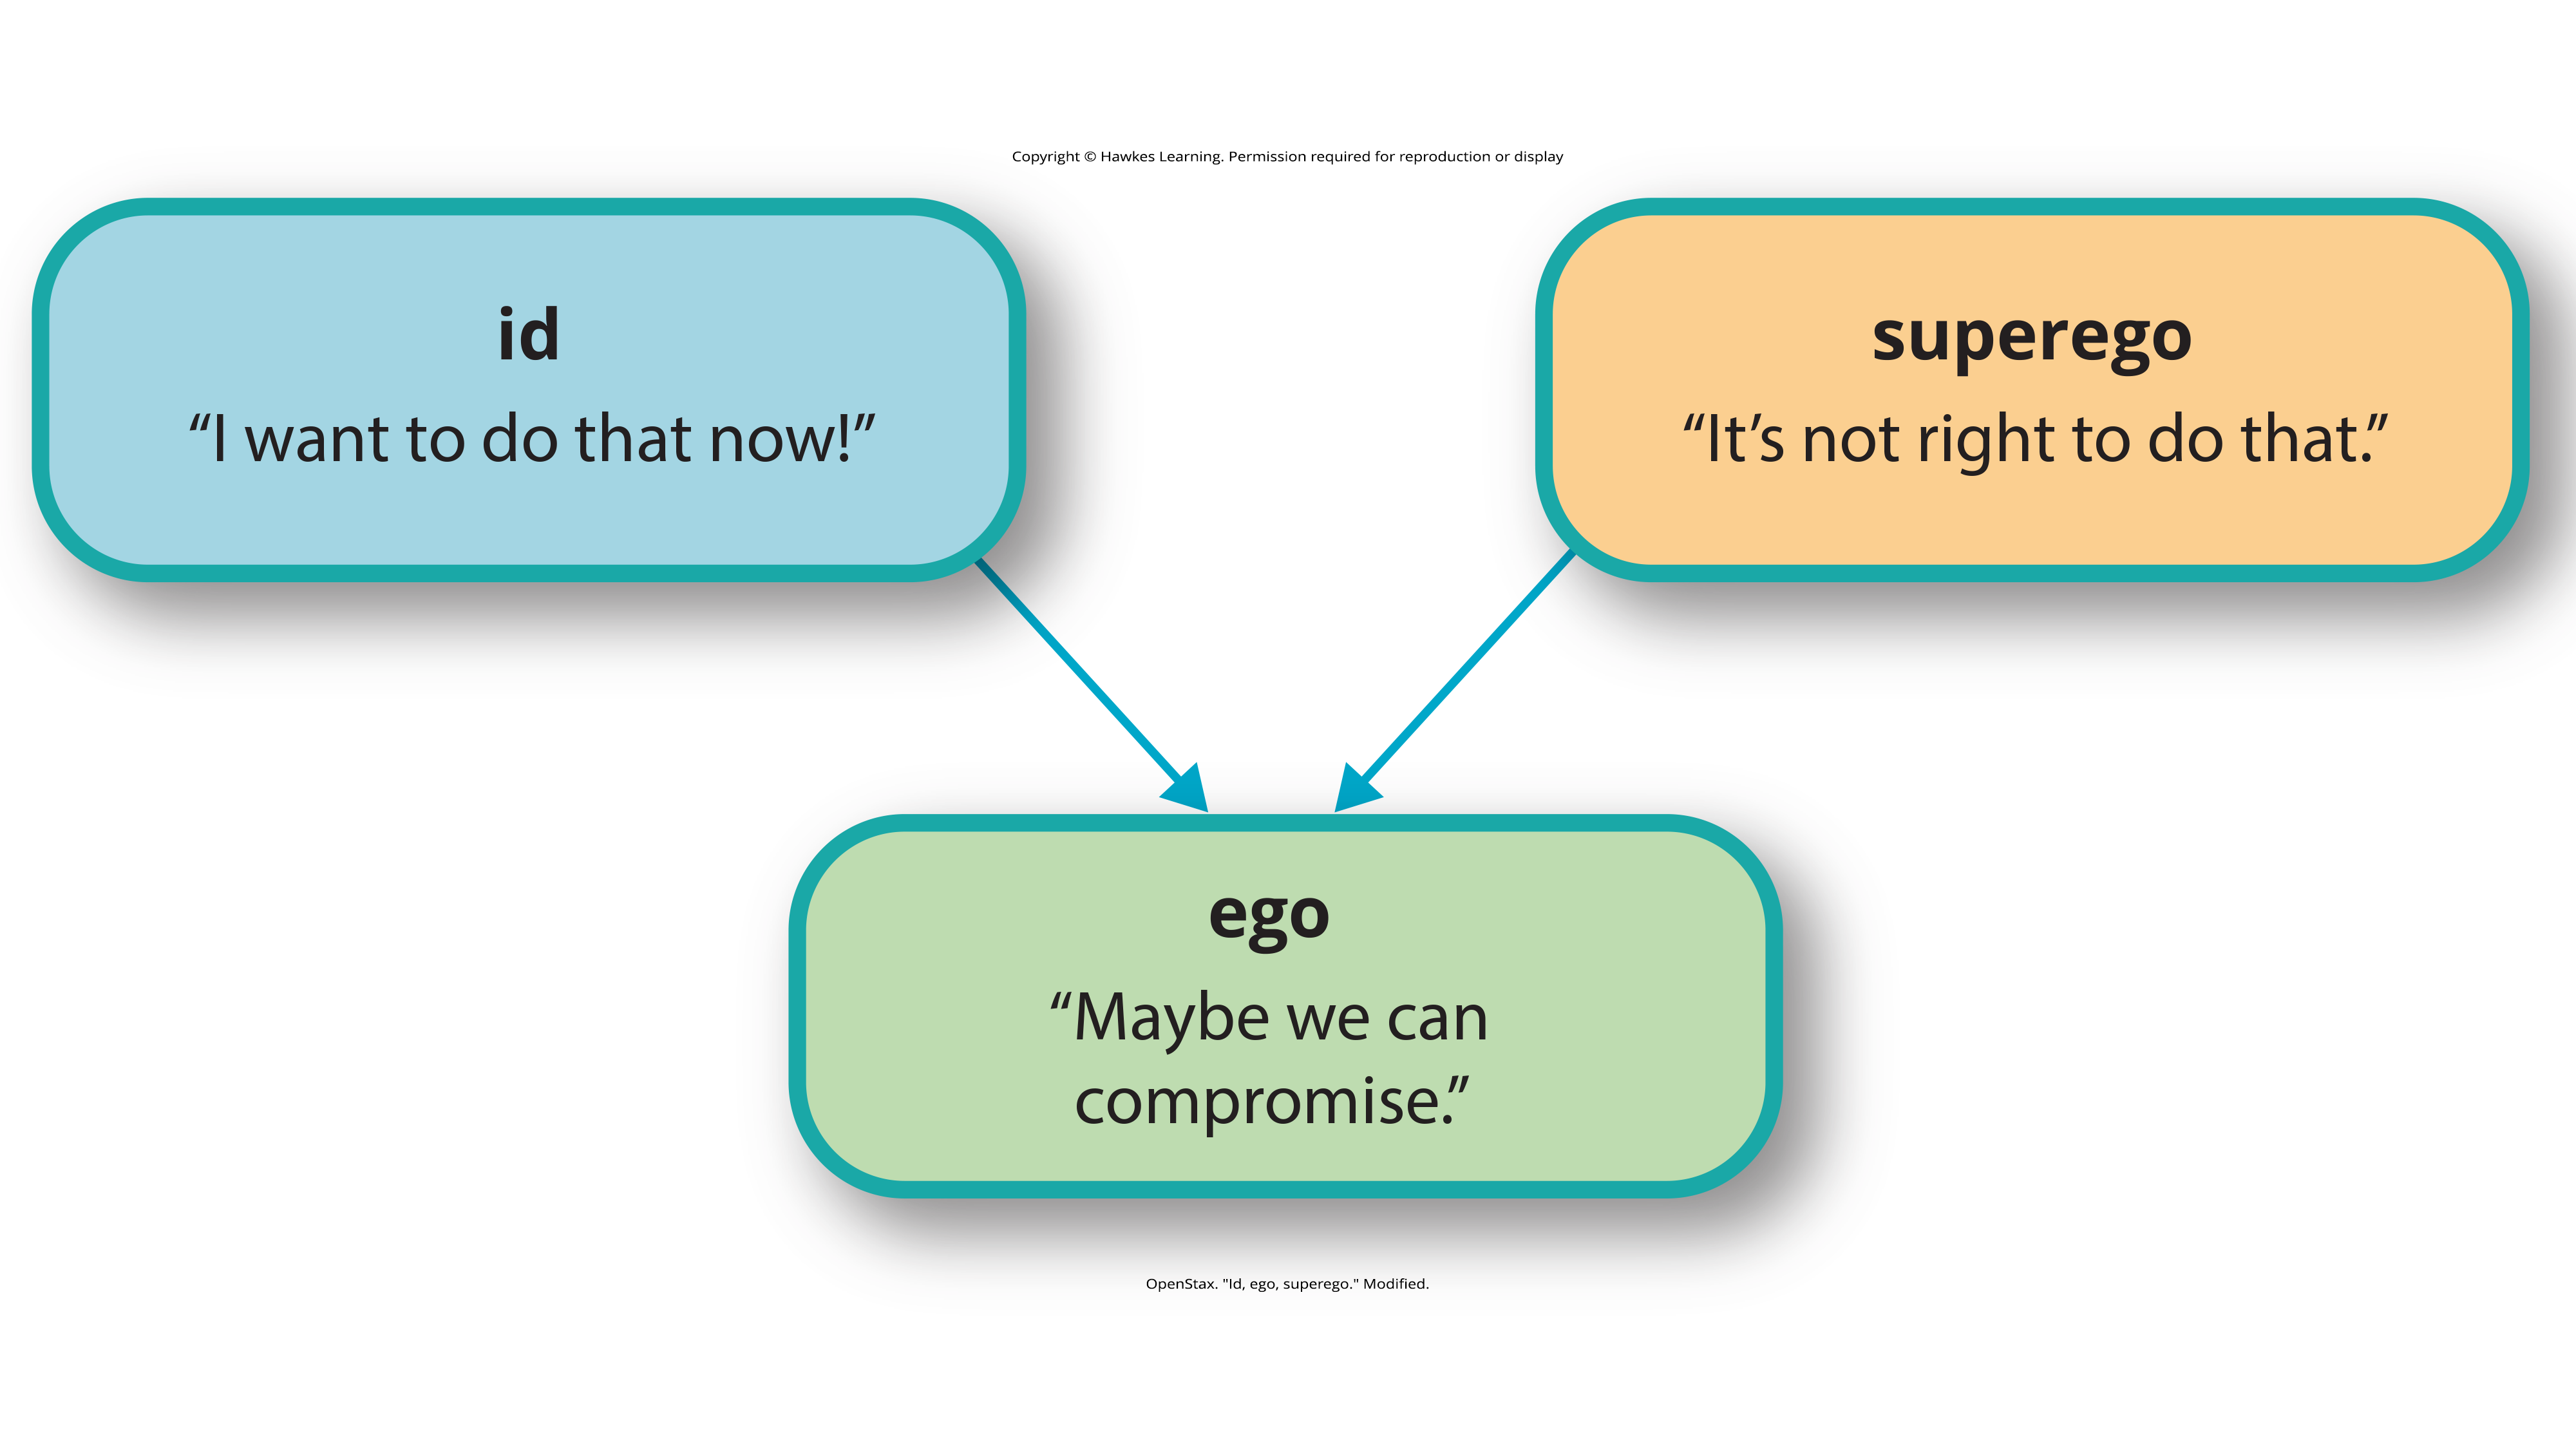 Copyright © Hawkes Learning. Permission required for reproduction or display
id
“I want to do that now!”
superego
“It’s not right to do that.”
ego
“Maybe we can
compromise.”
OpenStax. "Id, ego, superego." Modified.